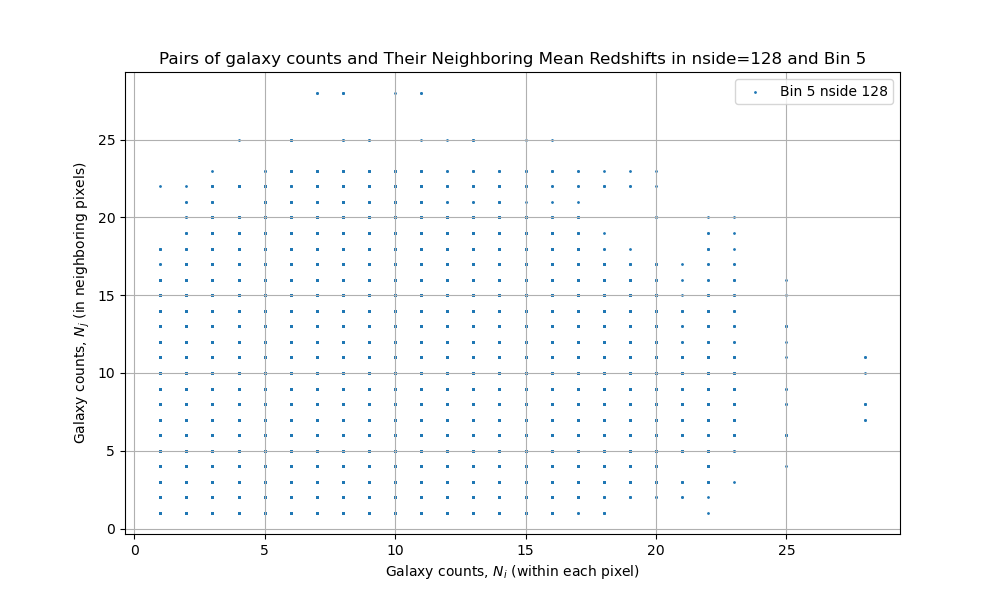 Pairs of galaxy counts and Their Neighboring Mean Redshifts in nside=128 and Bin 5
Bin 5 nside 128
25
20
15
10
5
0
Galaxy counts, N_j (in neighboring pixels)
0 5 10 15 20 25
Galaxy counts, N_i (within each pixel)